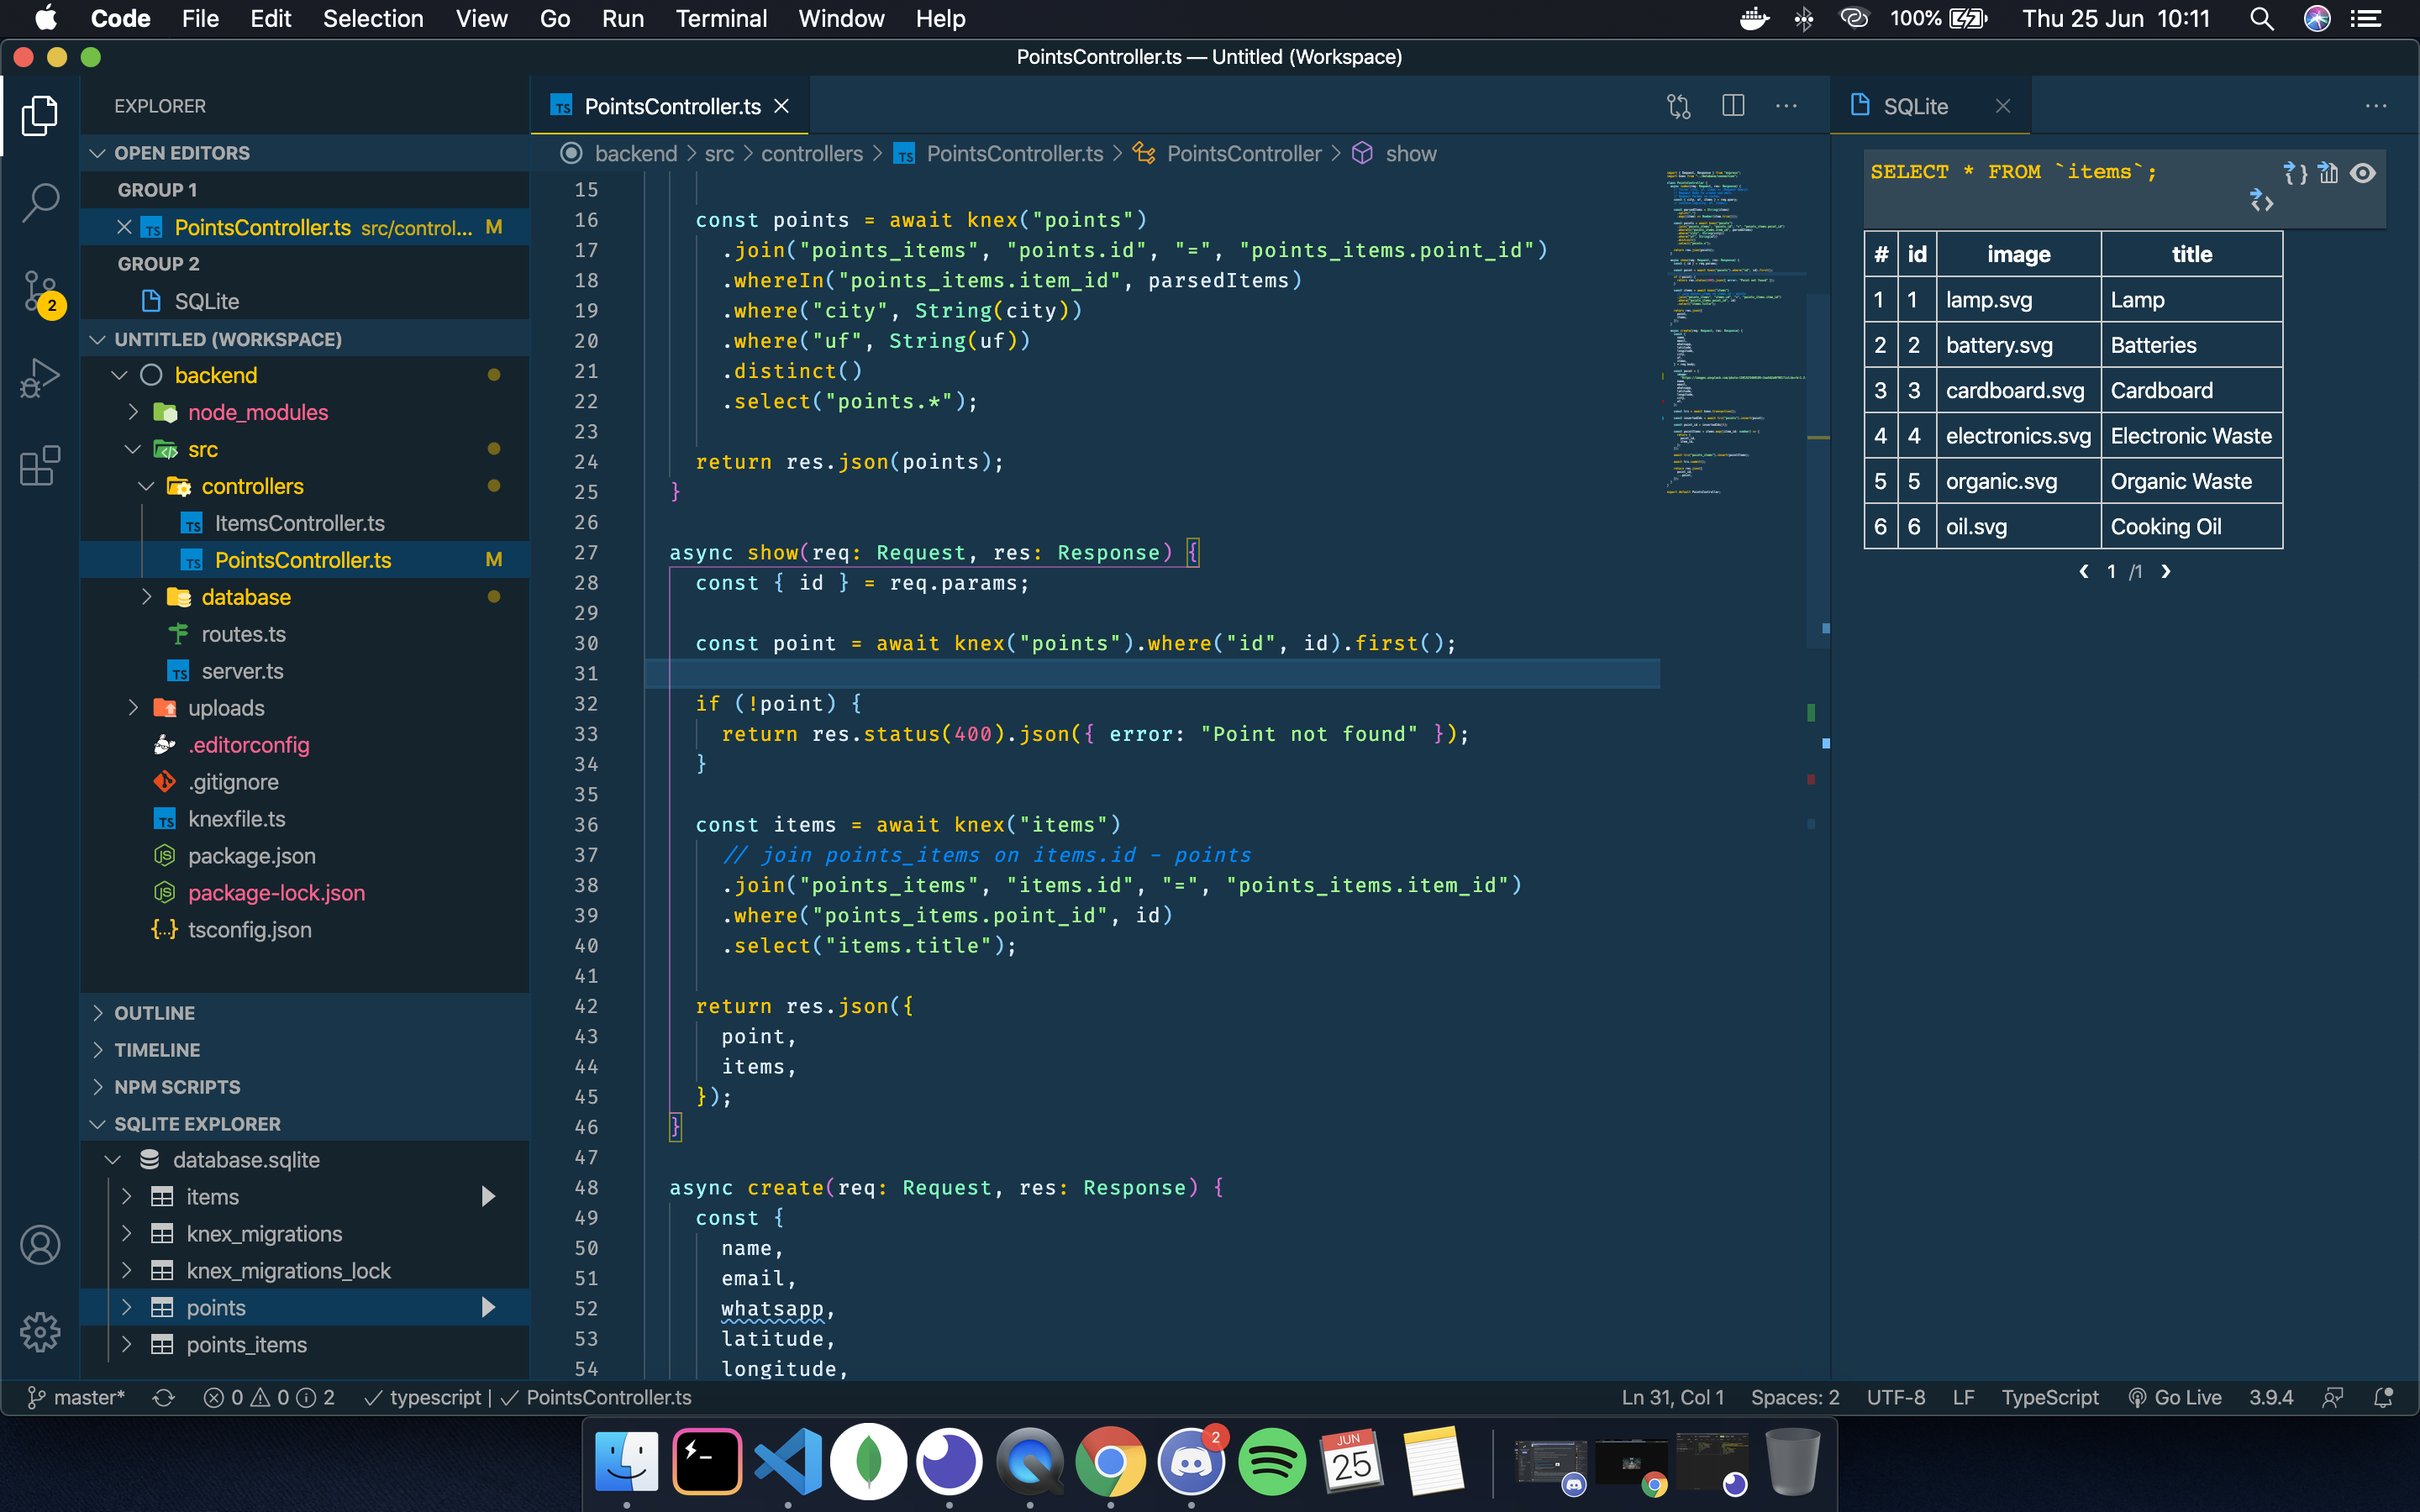 Code File Edit Selection View Go Run Terminal Window Help 100% Thu 25 Jun 10:11
PointsController.ts — Untitled (Workspace)
EXPLORER
OPEN EDITORS
GROUP 1
PointsController.ts src/control... M
GROUP 2
SQLite
UNTITLED (WORKSPACE)
backend
node_modules
src
controllers
ItemsController.ts
PointsController.ts M
database
routes.ts
server.ts
uploads
.editorconfig
.gitignore
knexfile.ts
package.json
package-lock.json
tsconfig.json
OUTLINE
TIMELINE
NPM SCRIPTS
SQLITE EXPLORER
database.sqlite
items
knex_migrations
knex_migrations_lock
points
points_items
2
TS PointsController.ts
backend > src > controllers > TS PointsController.ts > PointsController > show
15
16 const points = await knex("points")
17 .join("points_items", "points.id", "=", "points_items.point_id")
18 .whereIn("points_items.item_id", parsedItems)
19 .where("city", String(city))
20 .where("uf", String(uf))
21 .distinct()
22 .select("points.*");
23
24 return res.json(points);
25 }
26
27 async show(req: Request, res: Response) {
28 const { id } = req.params;
29
30 const point = await knex("points").where("id", id).first();
31
32 if (!point) {
33 return res.status(400).json({ error: "Point not found" });
34 }
35
36 const items = await knex("items")
37 // join points_items on items.id - points
38 .join("points_items", "items.id", "=", "points_items.item_id")
39 .where("points_items.point_id", id)
40 .select("items.title");
41
42 return res.json({
43 point,
44 items,
45 });
46 }
47
48 async create(req: Request, res: Response) {
49 const {
50 name,
51 email,
52 whatsapp,
53 latitude,
54 longitude,
SQLite
SELECT * FROM `items`;
# id image title
1 1 lamp.svg Lamp
2 2 battery.svg Batteries
3 3 cardboard.svg Cardboard
4 4 electronics.svg Electronic Waste
5 5 organic.svg Organic Waste
6 6 oil.svg Cooking Oil
1 /1
master* 0 0 2 typescript | PointsController.ts Ln 31, Col 1 Spaces: 2 UTF-8 LF TypeScript Go Live 3.9.4
2
JUN
25